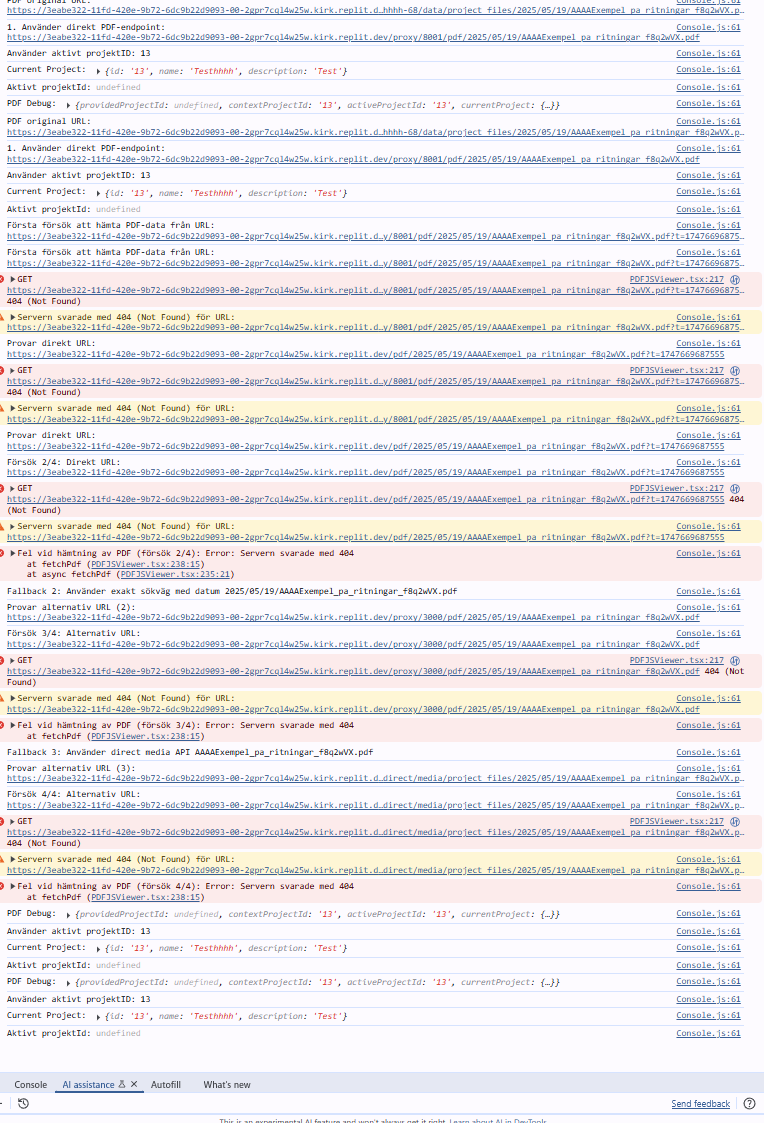 PDF original URL: Console.js:61
https://3eabe322-11fd-420e-9b72-6dc9b22d9093-00-2gpr7cql4w25w.kirk.replit.d…hhhh-68/data/project_files/2025/05/19/AAAAExempel_pa_ritningar_f8q2wVX.p…
1. Använder direkt PDF-endpoint: Console.js:61
https://3eabe322-11fd-420e-9b72-6dc9b22d9093-00-2gpr7cql4w25w.kirk.replit.dev/proxy/8001/pdf/2025/05/19/AAAAExempel_pa_ritningar_f8q2wVX.pdf
Använder aktivt projektID: 13 Console.js:61
Current Project: ▸ {id: '13', name: 'Testhhhh', description: 'Test'} Console.js:61
Aktivt projektId: undefined Console.js:61
PDF Debug: ▸ {providedProjectId: undefined, contextProjectId: '13', activeProjectId: '13', currentProject: {…}} Console.js:61
PDF original URL: Console.js:61
https://3eabe322-11fd-420e-9b72-6dc9b22d9093-00-2gpr7cql4w25w.kirk.replit.d…hhhh-68/data/project_files/2025/05/19/AAAAExempel_pa_ritningar_f8q2wVX.p…
1. Använder direkt PDF-endpoint: Console.js:61
https://3eabe322-11fd-420e-9b72-6dc9b22d9093-00-2gpr7cql4w25w.kirk.replit.dev/proxy/8001/pdf/2025/05/19/AAAAExempel_pa_ritningar_f8q2wVX.pdf
Använder aktivt projektID: 13 Console.js:61
Current Project: ▸ {id: '13', name: 'Testhhhh', description: 'Test'} Console.js:61
Aktivt projektId: undefined Console.js:61
Första försök att hämta PDF-data från URL: Console.js:61
https://3eabe322-11fd-420e-9b72-6dc9b22d9093-00-2gpr7cql4w25w.kirk.replit.d…y/8001/pdf/2025/05/19/AAAAExempel_pa_ritningar_f8q2wVX.pdf?t=17476696875…
Första försök att hämta PDF-data från URL: Console.js:61
https://3eabe322-11fd-420e-9b72-6dc9b22d9093-00-2gpr7cql4w25w.kirk.replit.d…y/8001/pdf/2025/05/19/AAAAExempel_pa_ritningar_f8q2wVX.pdf?t=17476696875…
▸ GET PDFJSViewer.tsx:217
https://3eabe322-11fd-420e-9b72-6dc9b22d9093-00-2gpr7cql4w25w.kirk.replit.d…y/8001/pdf/2025/05/19/AAAAExempel_pa_ritningar_f8q2wVX.pdf?t=17476696875…
404 (Not Found)
▸ Servern svarade med 404 (Not Found) för URL: Console.js:61
https://3eabe322-11fd-420e-9b72-6dc9b22d9093-00-2gpr7cql4w25w.kirk.replit.d…y/8001/pdf/2025/05/19/AAAAExempel_pa_ritningar_f8q2wVX.pdf?t=17476696875…
Provar direkt URL: Console.js:61
https://3eabe322-11fd-420e-9b72-6dc9b22d9093-00-2gpr7cql4w25w.kirk.replit.dev/pdf/2025/05/19/AAAAExempel_pa_ritningar_f8q2wVX.pdf?t=1747669687555
▸ GET PDFJSViewer.tsx:217
https://3eabe322-11fd-420e-9b72-6dc9b22d9093-00-2gpr7cql4w25w.kirk.replit.d…y/8001/pdf/2025/05/19/AAAAExempel_pa_ritningar_f8q2wVX.pdf?t=17476696875…
404 (Not Found)
▸ Servern svarade med 404 (Not Found) för URL: Console.js:61
https://3eabe322-11fd-420e-9b72-6dc9b22d9093-00-2gpr7cql4w25w.kirk.replit.d…y/8001/pdf/2025/05/19/AAAAExempel_pa_ritningar_f8q2wVX.pdf?t=17476696875…
Provar direkt URL: Console.js:61
https://3eabe322-11fd-420e-9b72-6dc9b22d9093-00-2gpr7cql4w25w.kirk.replit.dev/pdf/2025/05/19/AAAAExempel_pa_ritningar_f8q2wVX.pdf?t=1747669687555
Försök 2/4: Direkt URL: Console.js:61
https://3eabe322-11fd-420e-9b72-6dc9b22d9093-00-2gpr7cql4w25w.kirk.replit.dev/pdf/2025/05/19/AAAAExempel_pa_ritningar_f8q2wVX.pdf?t=1747669687555
▸ GET PDFJSViewer.tsx:217
https://3eabe322-11fd-420e-9b72-6dc9b22d9093-00-2gpr7cql4w25w.kirk.replit.dev/pdf/2025/05/19/AAAAExempel_pa_ritningar_f8q2wVX.pdf?t=1747669687555 404
(Not Found)
▸ Servern svarade med 404 (Not Found) för URL: Console.js:61
https://3eabe322-11fd-420e-9b72-6dc9b22d9093-00-2gpr7cql4w25w.kirk.replit.dev/pdf/2025/05/19/AAAAExempel_pa_ritningar_f8q2wVX.pdf?t=1747669687555
▸ Fel vid hämtning av PDF (försök 2/4): Error: Servern svarade med 404 Console.js:61
at fetchPdf (PDFJSViewer.tsx:238:15)
at async fetchPdf (PDFJSViewer.tsx:235:21)
Fallback 2: Använder exakt sökväg med datum 2025/05/19/AAAAExempel_pa_ritningar_f8q2wVX.pdf Console.js:61
Provar alternativ URL (2): Console.js:61
https://3eabe322-11fd-420e-9b72-6dc9b22d9093-00-2gpr7cql4w25w.kirk.replit.dev/proxy/3000/pdf/2025/05/19/AAAAExempel_pa_ritningar_f8q2wVX.pdf
Försök 3/4: Alternativ URL: Console.js:61
https://3eabe322-11fd-420e-9b72-6dc9b22d9093-00-2gpr7cql4w25w.kirk.replit.dev/proxy/3000/pdf/2025/05/19/AAAAExempel_pa_ritningar_f8q2wVX.pdf
▸ GET PDFJSViewer.tsx:217
https://3eabe322-11fd-420e-9b72-6dc9b22d9093-00-2gpr7cql4w25w.kirk.replit.dev/proxy/3000/pdf/2025/05/19/AAAAExempel_pa_ritningar_f8q2wVX.pdf 404 (Not
Found)
▸ Servern svarade med 404 (Not Found) för URL: Console.js:61
https://3eabe322-11fd-420e-9b72-6dc9b22d9093-00-2gpr7cql4w25w.kirk.replit.dev/proxy/3000/pdf/2025/05/19/AAAAExempel_pa_ritningar_f8q2wVX.pdf
▸ Fel vid hämtning av PDF (försök 3/4): Error: Servern svarade med 404 Console.js:61
at fetchPdf (PDFJSViewer.tsx:238:15)
Fallback 3: Använder direct media API AAAAExempel_pa_ritningar_f8q2wVX.pdf Console.js:61
Provar alternativ URL (3): Console.js:61
https://3eabe322-11fd-420e-9b72-6dc9b22d9093-00-2gpr7cql4w25w.kirk.replit.d…direct/media/project_files/2025/05/19/AAAAExempel_pa_ritningar_f8q2wVX.p…
Försök 4/4: Alternativ URL: Console.js:61
https://3eabe322-11fd-420e-9b72-6dc9b22d9093-00-2gpr7cql4w25w.kirk.replit.d…direct/media/project_files/2025/05/19/AAAAExempel_pa_ritningar_f8q2wVX.p…
▸ GET PDFJSViewer.tsx:217
https://3eabe322-11fd-420e-9b72-6dc9b22d9093-00-2gpr7cql4w25w.kirk.replit.d…direct/media/project_files/2025/05/19/AAAAExempel_pa_ritningar_f8q2wVX.p…
404 (Not Found)
▸ Servern svarade med 404 (Not Found) för URL: Console.js:61
https://3eabe322-11fd-420e-9b72-6dc9b22d9093-00-2gpr7cql4w25w.kirk.replit.d…direct/media/project_files/2025/05/19/AAAAExempel_pa_ritningar_f8q2wVX.p…
▸ Fel vid hämtning av PDF (försök 4/4): Error: Servern svarade med 404 Console.js:61
at fetchPdf (PDFJSViewer.tsx:238:15)
PDF Debug: ▸ {providedProjectId: undefined, contextProjectId: '13', activeProjectId: '13', currentProject: {…}} Console.js:61
Använder aktivt projektID: 13 Console.js:61
Current Project: ▸ {id: '13', name: 'Testhhhh', description: 'Test'} Console.js:61
Aktivt projektId: undefined Console.js:61
PDF Debug: ▸ {providedProjectId: undefined, contextProjectId: '13', activeProjectId: '13', currentProject: {…}} Console.js:61
Använder aktivt projektID: 13 Console.js:61
Current Project: ▸ {id: '13', name: 'Testhhhh', description: 'Test'} Console.js:61
Aktivt projektId: undefined Console.js:61
Console AI assistance Autofill What's new
Send feedback
This is an experimental AI feature and won't always get it right. Learn about AI in DevTools